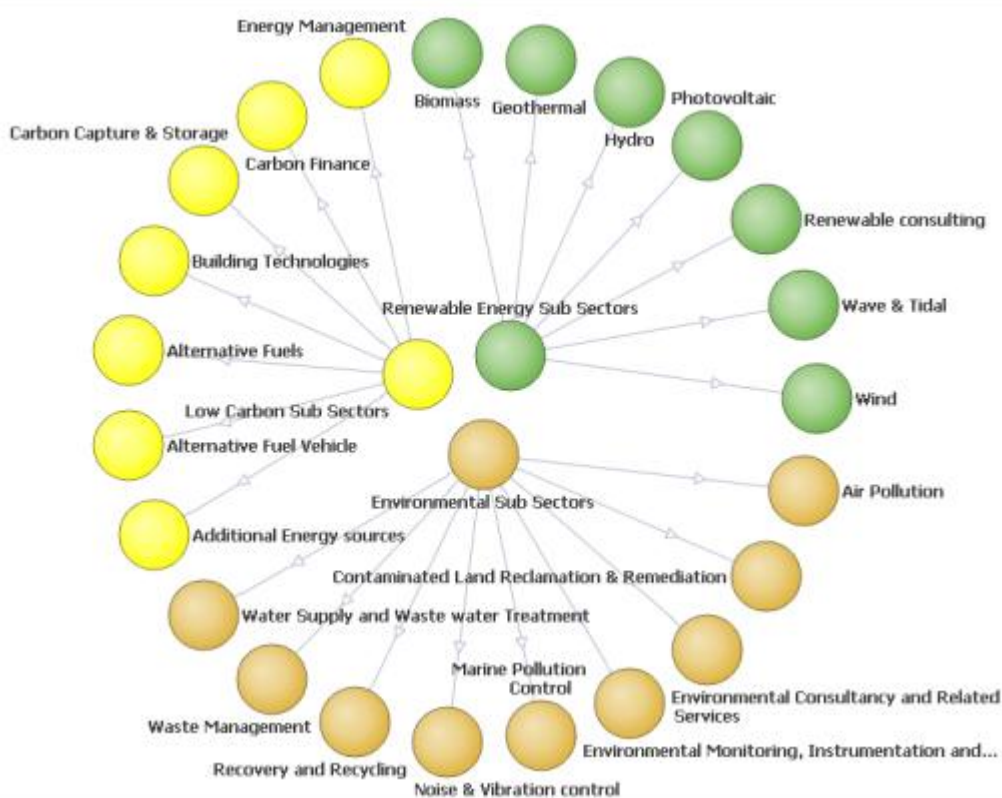 Energy Management
Biomass
Geothermal
Photovoltaic
Hydro
Carbon Capture & Storage
Carbon Finance
Renewable consulting
Building Technologies
Renewable Energy Sub Sectors
Wave & Tidal
Alternative Fuels
Low Carbon Sub Sectors
Wind
Alternative Fuel Vehicle
Environmental Sub Sectors
Air Pollution
Additional Energy sources
Contaminated Land Reclamation & Remediation
Water Supply and Waste water Treatment
Marine Pollution
Control
Environmental Consultancy and Related
Services
Waste Management
Environmental Monitoring, Instrumentation and...
Recovery and Recycling
Noise & Vibration control